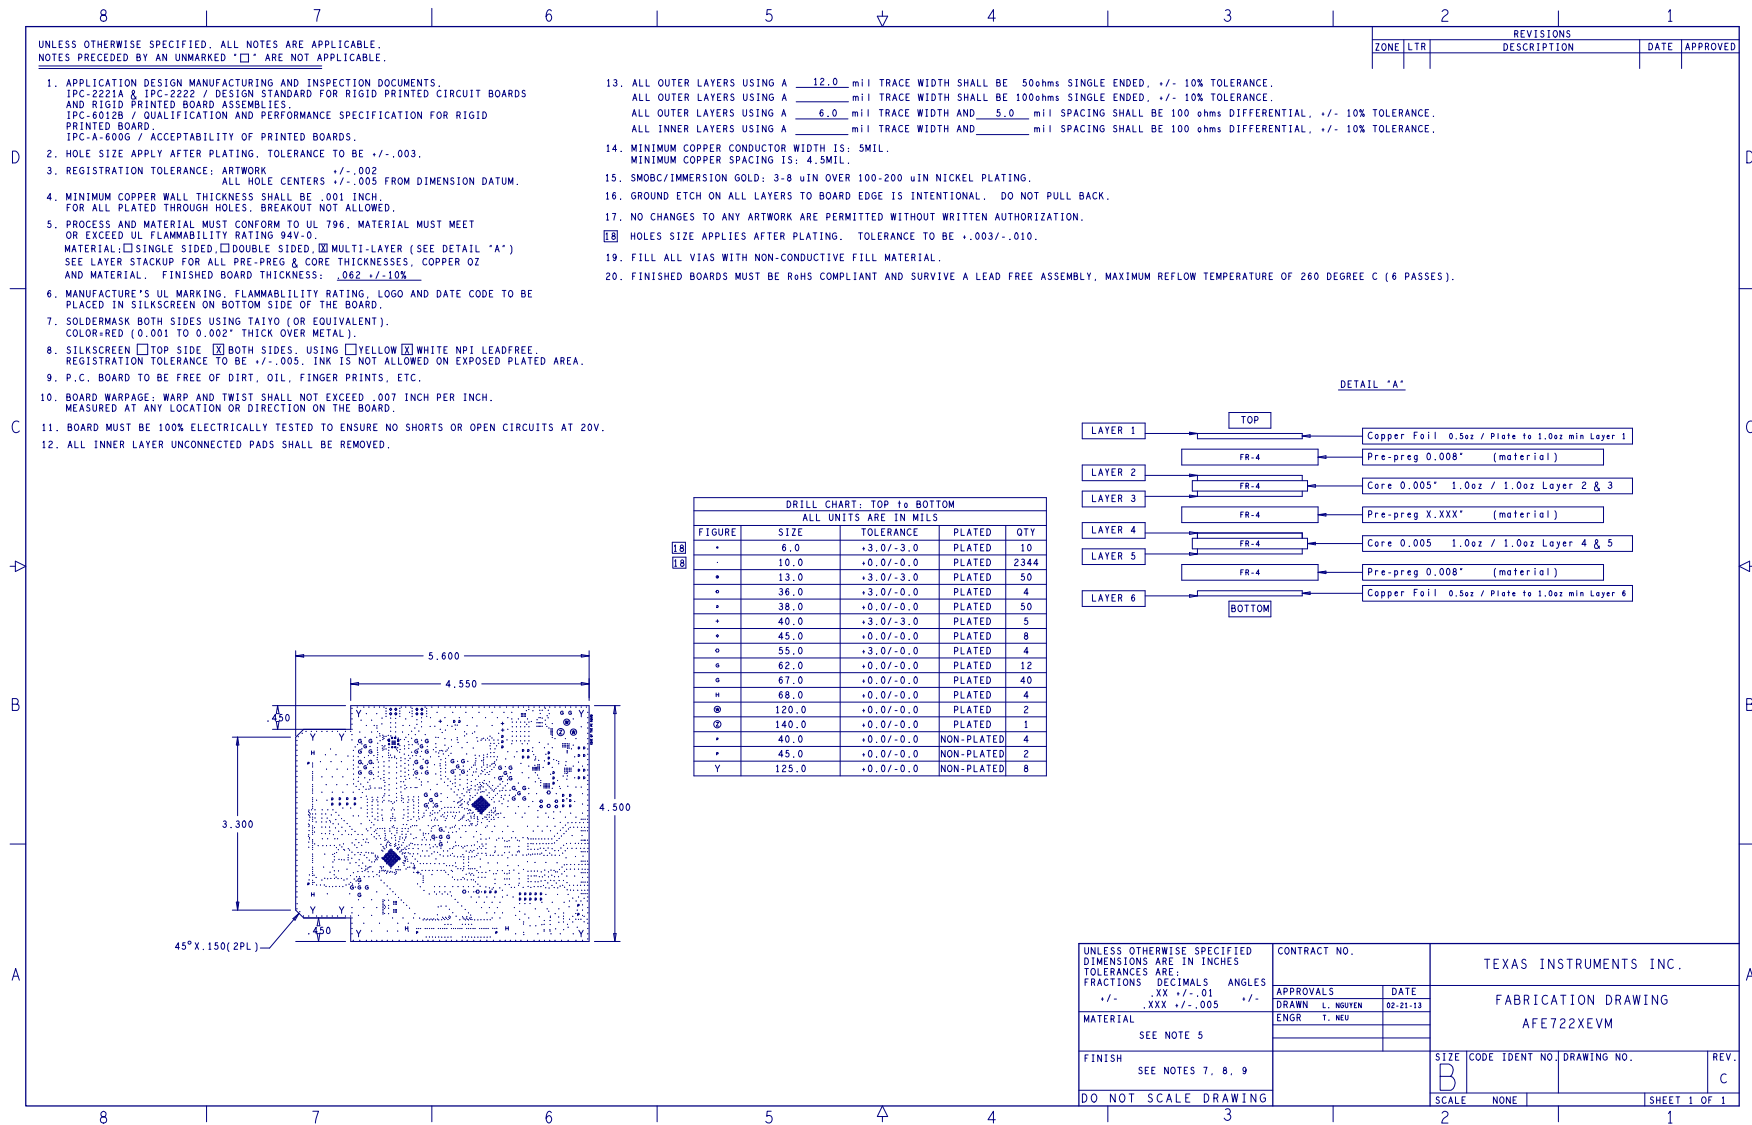 8 7 6 5 4 3 2 1
UNLESS OTHERWISE SPECIFIED, ALL NOTES ARE APPLICABLE.
NOTES PRECEDED BY AN UNMARKED "☐" ARE NOT APPLICABLE.
1. APPLICATION DESIGN MANUFACTURING AND INSPECTION DOCUMENTS.
IPC-2221A & IPC-2222 / DESIGN STANDARD FOR RIGID PRINTED CIRCUIT BOARDS
AND RIGID PRINTED BOARD ASSEMBLIES.
IPC-6012B / QUALIFICATION AND PERFORMANCE SPECIFICATION FOR RIGID
PRINTED BOARD.
IPC-A-600G / ACCEPTABILITY OF PRINTED BOARDS.
2. HOLE SIZE APPLY AFTER PLATING. TOLERANCE TO BE +/-.003.
3. REGISTRATION TOLERANCE: ARTWORK +/-.002
ALL HOLE CENTERS +/-.005 FROM DIMENSION DATUM.
4. MINIMUM COPPER WALL THICKNESS SHALL BE .001 INCH.
FOR ALL PLATED THROUGH HOLES. BREAKOUT NOT ALLOWED.
5. PROCESS AND MATERIAL MUST CONFORM TO UL 796. MATERIAL MUST MEET
OR EXCEED UL FLAMMABILITY RATING 94V-0.
MATERIAL: ☐ SINGLE SIDED, ☐ DOUBLE SIDED, ☒ MULTI-LAYER (SEE DETAIL "A")
SEE LAYER STACKUP FOR ALL PRE-PREG & CORE THICKNESSES, COPPER OZ
AND MATERIAL. FINISHED BOARD THICKNESS: .062 +/-10%
6. MANUFACTURE'S UL MARKING, FLAMMABLILITY RATING, LOGO AND DATE CODE TO BE
PLACED IN SILKSCREEN ON BOTTOM SIDE OF THE BOARD.
7. SOLDERMASK BOTH SIDES USING TAIYO (OR EQUIVALENT).
COLOR=RED (0.001 TO 0.002" THICK OVER METAL).
8. SILKSCREEN ☐ TOP SIDE ☒ BOTH SIDES. USING ☐ YELLOW ☒ WHITE NPI LEADFREE.
REGISTRATION TOLERANCE TO BE +/-.005. INK IS NOT ALLOWED ON EXPOSED PLATED AREA.
9. P.C. BOARD TO BE FREE OF DIRT, OIL, FINGER PRINTS, ETC.
10. BOARD WARPAGE: WARP AND TWIST SHALL NOT EXCEED .007 INCH PER INCH.
MEASURED AT ANY LOCATION OR DIRECTION ON THE BOARD.
11. BOARD MUST BE 100% ELECTRICALLY TESTED TO ENSURE NO SHORTS OR OPEN CIRCUITS AT 20V.
12. ALL INNER LAYER UNCONNECTED PADS SHALL BE REMOVED.
13. ALL OUTER LAYERS USING A 12.0 mil TRACE WIDTH SHALL BE 50ohms SINGLE ENDED, +/- 10% TOLERANCE.
ALL OUTER LAYERS USING A ______ mil TRACE WIDTH SHALL BE 100ohms SINGLE ENDED, +/- 10% TOLERANCE.
ALL OUTER LAYERS USING A 6.0 mil TRACE WIDTH AND 5.0 mil SPACING SHALL BE 100 ohms DIFFERENTIAL, +/- 10% TOLERANCE.
ALL INNER LAYERS USING A ______ mil TRACE WIDTH AND ______ mil SPACING SHALL BE 100 ohms DIFFERENTIAL, +/- 10% TOLERANCE.
14. MINIMUM COPPER CONDUCTOR WIDTH IS: 5MIL.
MINIMUM COPPER SPACING IS: 4.5MIL.
15. SMOBC/IMMERSION GOLD: 3-8 uIN OVER 100-200 uIN NICKEL PLATING.
16. GROUND ETCH ON ALL LAYERS TO BOARD EDGE IS INTENTIONAL. DO NOT PULL BACK.
17. NO CHANGES TO ANY ARTWORK ARE PERMITTED WITHOUT WRITTEN AUTHORIZATION.
18 HOLES SIZE APPLIES AFTER PLATING. TOLERANCE TO BE +.003/-.010.
19. FILL ALL VIAS WITH NON-CONDUCTIVE FILL MATERIAL.
20. FINISHED BOARDS MUST BE RoHS COMPLIANT AND SURVIVE A LEAD FREE ASSEMBLY, MAXIMUM REFLOW TEMPERATURE OF 260 DEGREE C (6 PASSES).
REVISIONS
ZONE LTR DESCRIPTION DATE APPROVED
D D
C C
B B
A A
DETAIL "A"
TOP
LAYER 1 Copper Foil 0.5oz / Plate to 1.0oz min Layer 1
FR-4 Pre-preg 0.008" (material)
LAYER 2
FR-4 Core 0.005" 1.0oz / 1.0oz Layer 2 & 3
LAYER 3
FR-4 Pre-preg X.XXX" (material)
LAYER 4
FR-4 Core 0.005 1.0oz / 1.0oz Layer 4 & 5
LAYER 5
FR-4 Pre-preg 0.008" (material)
LAYER 6 Copper Foil 0.5oz / Plate to 1.0oz min Layer 6
BOTTOM
DRILL CHART: TOP to BOTTOM
ALL UNITS ARE IN MILS
FIGURE SIZE TOLERANCE PLATED QTY
18 6.0 +3.0/-3.0 PLATED 10
18 10.0 +0.0/-0.0 PLATED 2344
13.0 +3.0/-3.0 PLATED 50
36.0 +3.0/-0.0 PLATED 4
38.0 +0.0/-0.0 PLATED 50
40.0 +3.0/-3.0 PLATED 5
45.0 +0.0/-0.0 PLATED 8
55.0 +3.0/-0.0 PLATED 4
G 62.0 +0.0/-0.0 PLATED 12
G 67.0 +0.0/-0.0 PLATED 40
H 68.0 +0.0/-0.0 PLATED 4
120.0 +0.0/-0.0 PLATED 2
Z 140.0 +0.0/-0.0 PLATED 1
40.0 +0.0/-0.0 NON-PLATED 4
45.0 +0.0/-0.0 NON-PLATED 2
Y 125.0 +0.0/-0.0 NON-PLATED 8
5.600
4.550
.450
3.300
4.500
.450
45°X.150(2PL)
UNLESS OTHERWISE SPECIFIED
DIMENSIONS ARE IN INCHES
TOLERANCES ARE:
FRACTIONS DECIMALS ANGLES
+/- .XX +/-.01 +/-
.XXX +/-.005
MATERIAL
SEE NOTE 5
FINISH
SEE NOTES 7, 8, 9
DO NOT SCALE DRAWING
CONTRACT NO.
APPROVALS DATE
DRAWN L. NGUYEN 02-21-13
ENGR T. NEU
TEXAS INSTRUMENTS INC.
FABRICATION DRAWING
AFE722XEVM
SIZE CODE IDENT NO. DRAWING NO. REV.
B C
SCALE NONE SHEET 1 OF 1
8 7 6 5 4 3 2 1